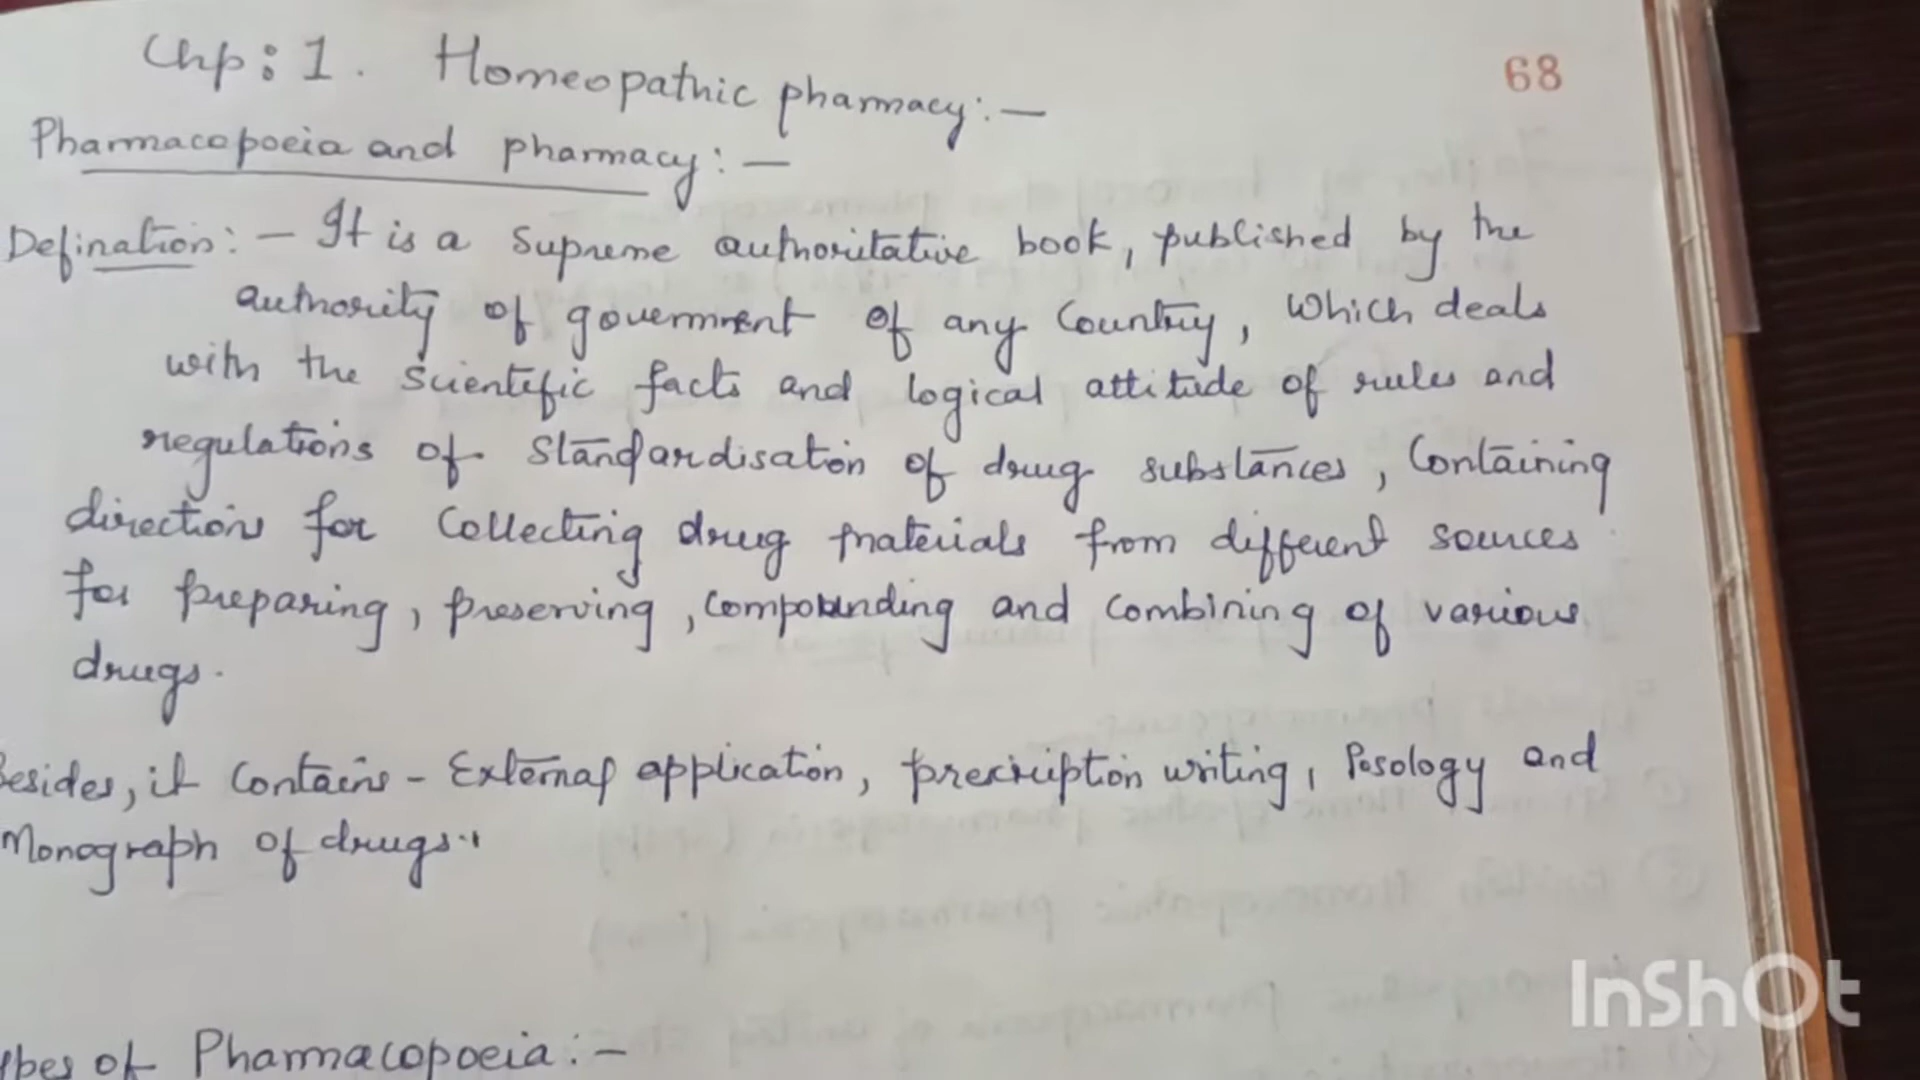 Chp: 1. Homeopathic pharmacy: —
68
Pharmacopoeia and pharmacy: —
Defination: — It is a Supreme authoritative book, published by the
authority of government of any Country, which deals
with the scientific facts and logical attitude of rules and
regulations of Standardisation of drug substances, Containing
direction for Collecting drug materials from different sources
for preparing, preserving, compounding and combining of various
drugs.
Besides, it Contains - External application, precription writing, Posology and
Monograph of drugs.
ypes of Pharmacopoeia: —
InShOt